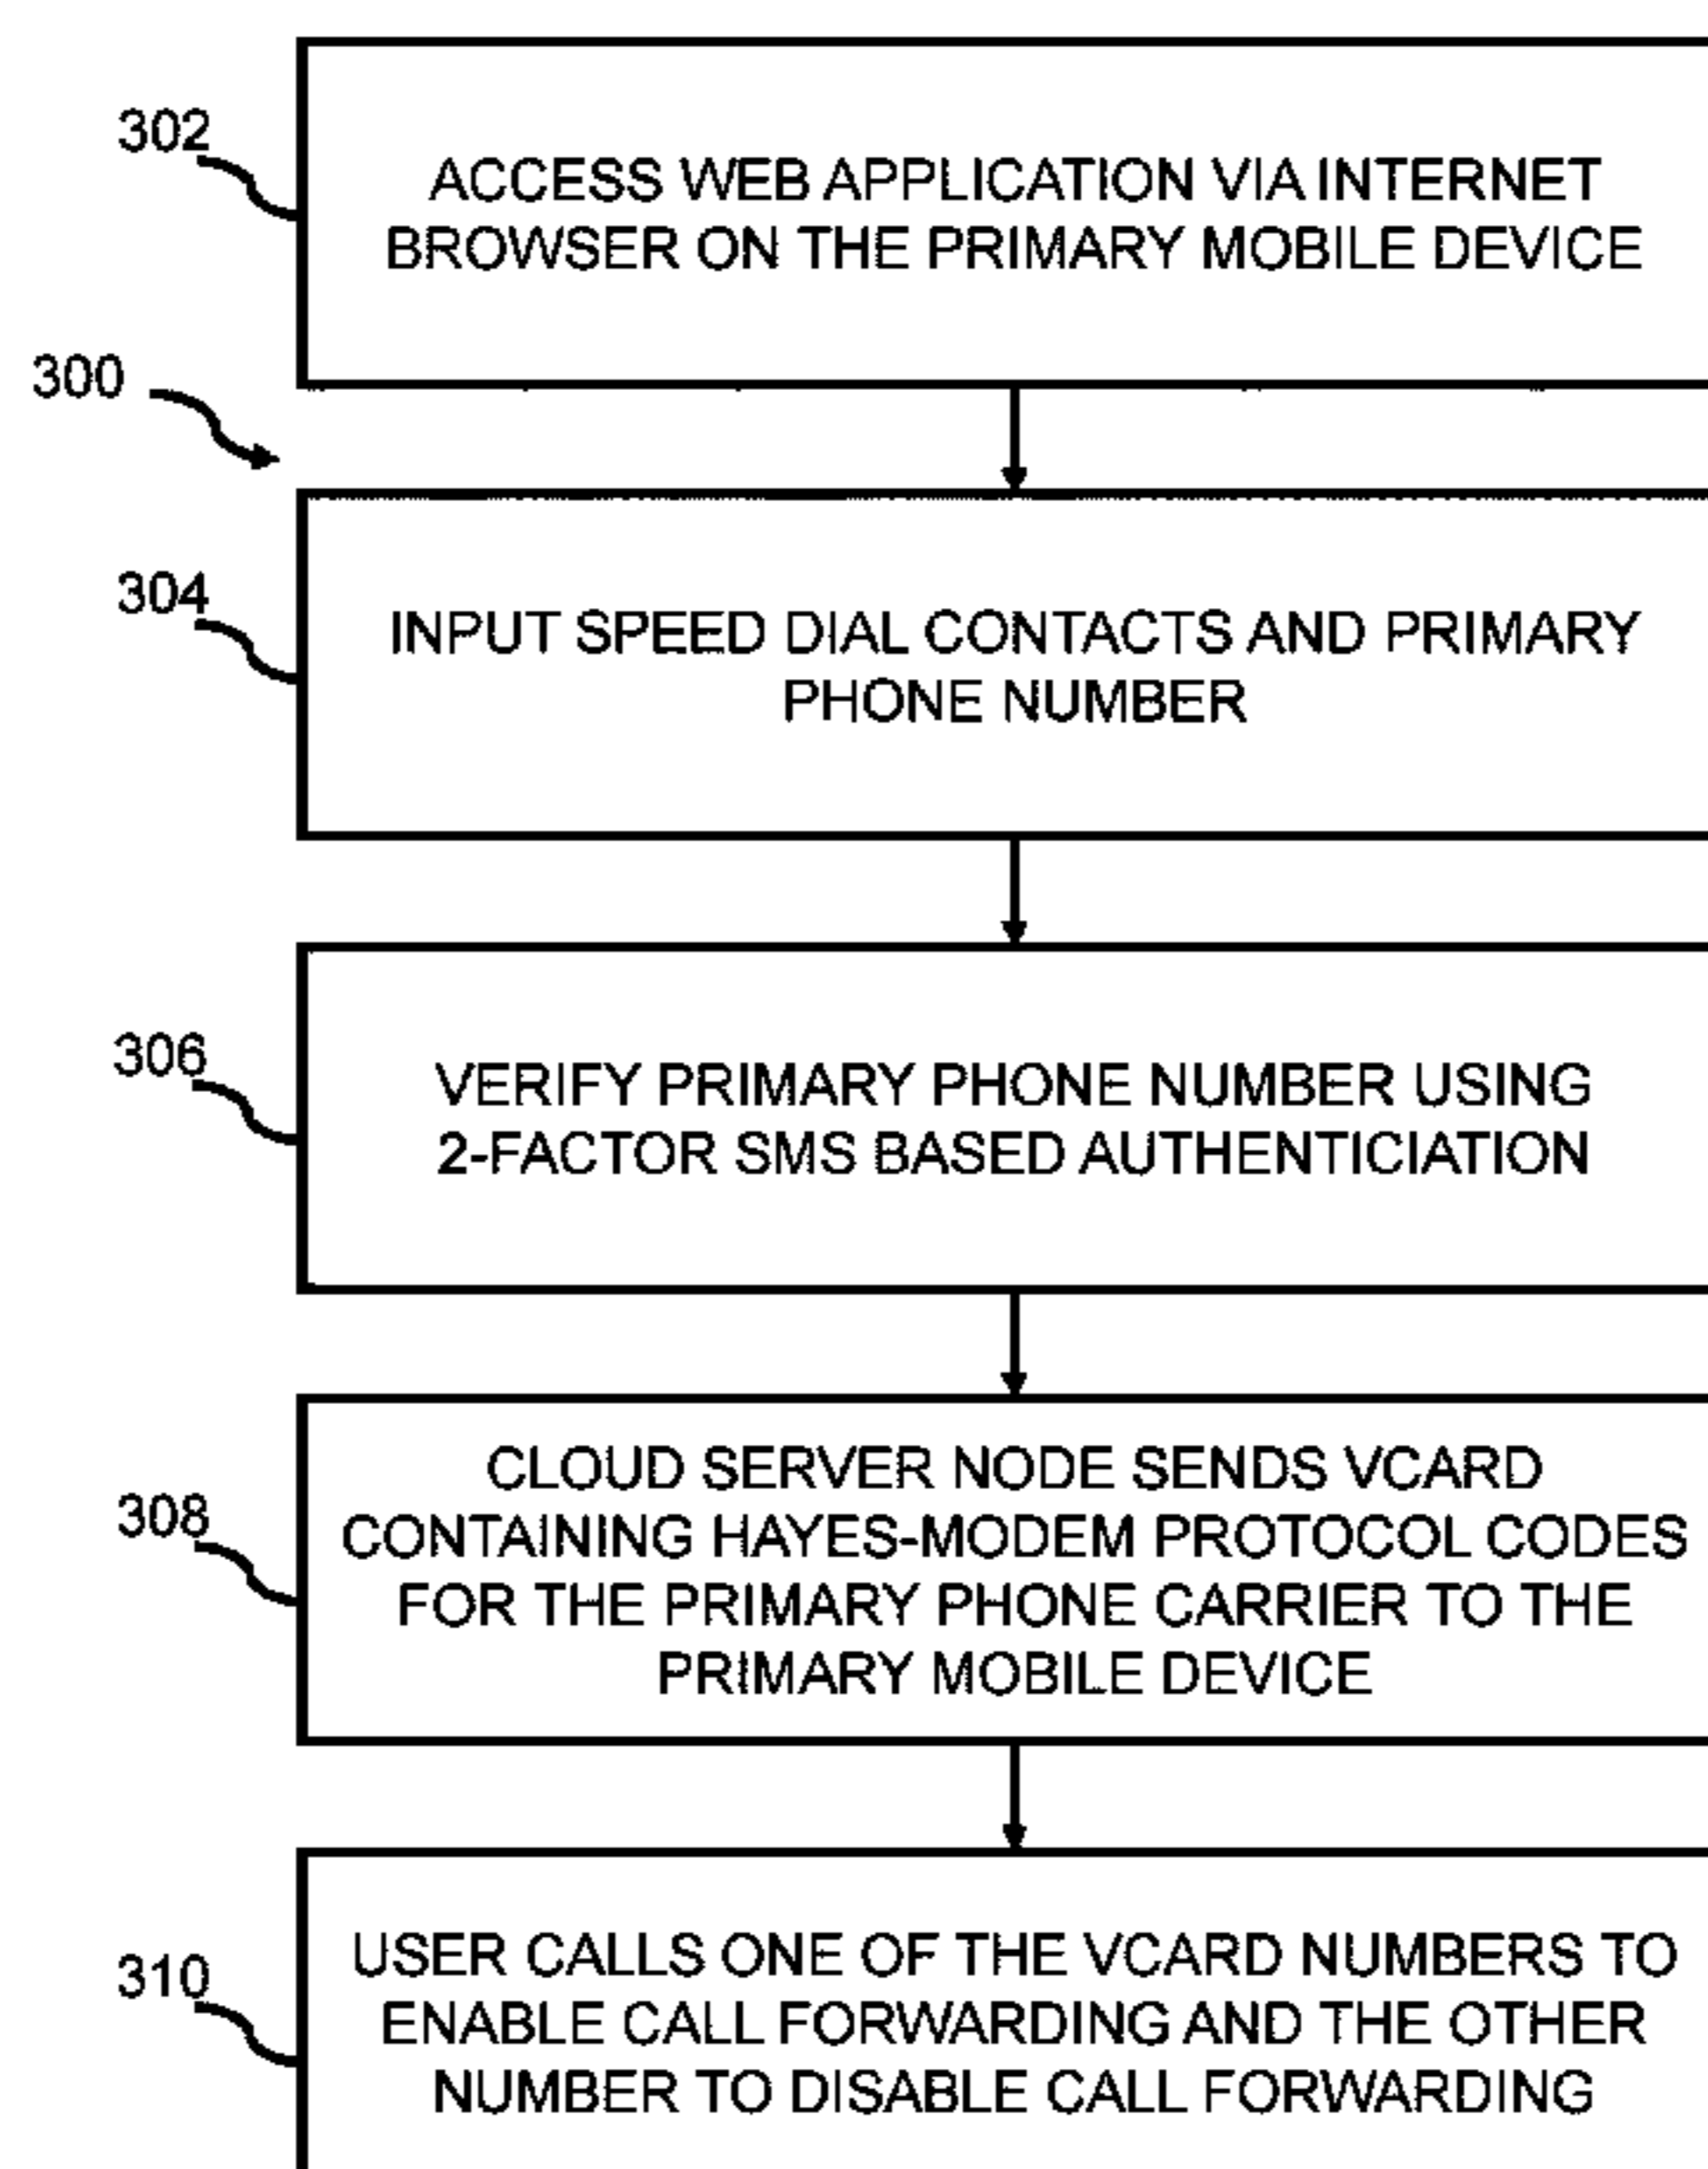 302
ACCESS WEB APPLICATION VIA INTERNET
BROWSER ON THE PRIMARY MOBILE DEVICE
300
304
INPUT SPEED DIAL CONTACTS AND PRIMARY
PHONE NUMBER
306
VERIFY PRIMARY PHONE NUMBER USING
2-FACTOR SMS BASED AUTHENTICIATION
308
CLOUD SERVER NODE SENDS VCARD
CONTAINING HAYES-MODEM PROTOCOL CODES
FOR THE PRIMARY PHONE CARRIER TO THE
PRIMARY MOBILE DEVICE
310
USER CALLS ONE OF THE VCARD NUMBERS TO
ENABLE CALL FORWARDING AND THE OTHER
NUMBER TO DISABLE CALL FORWARDING